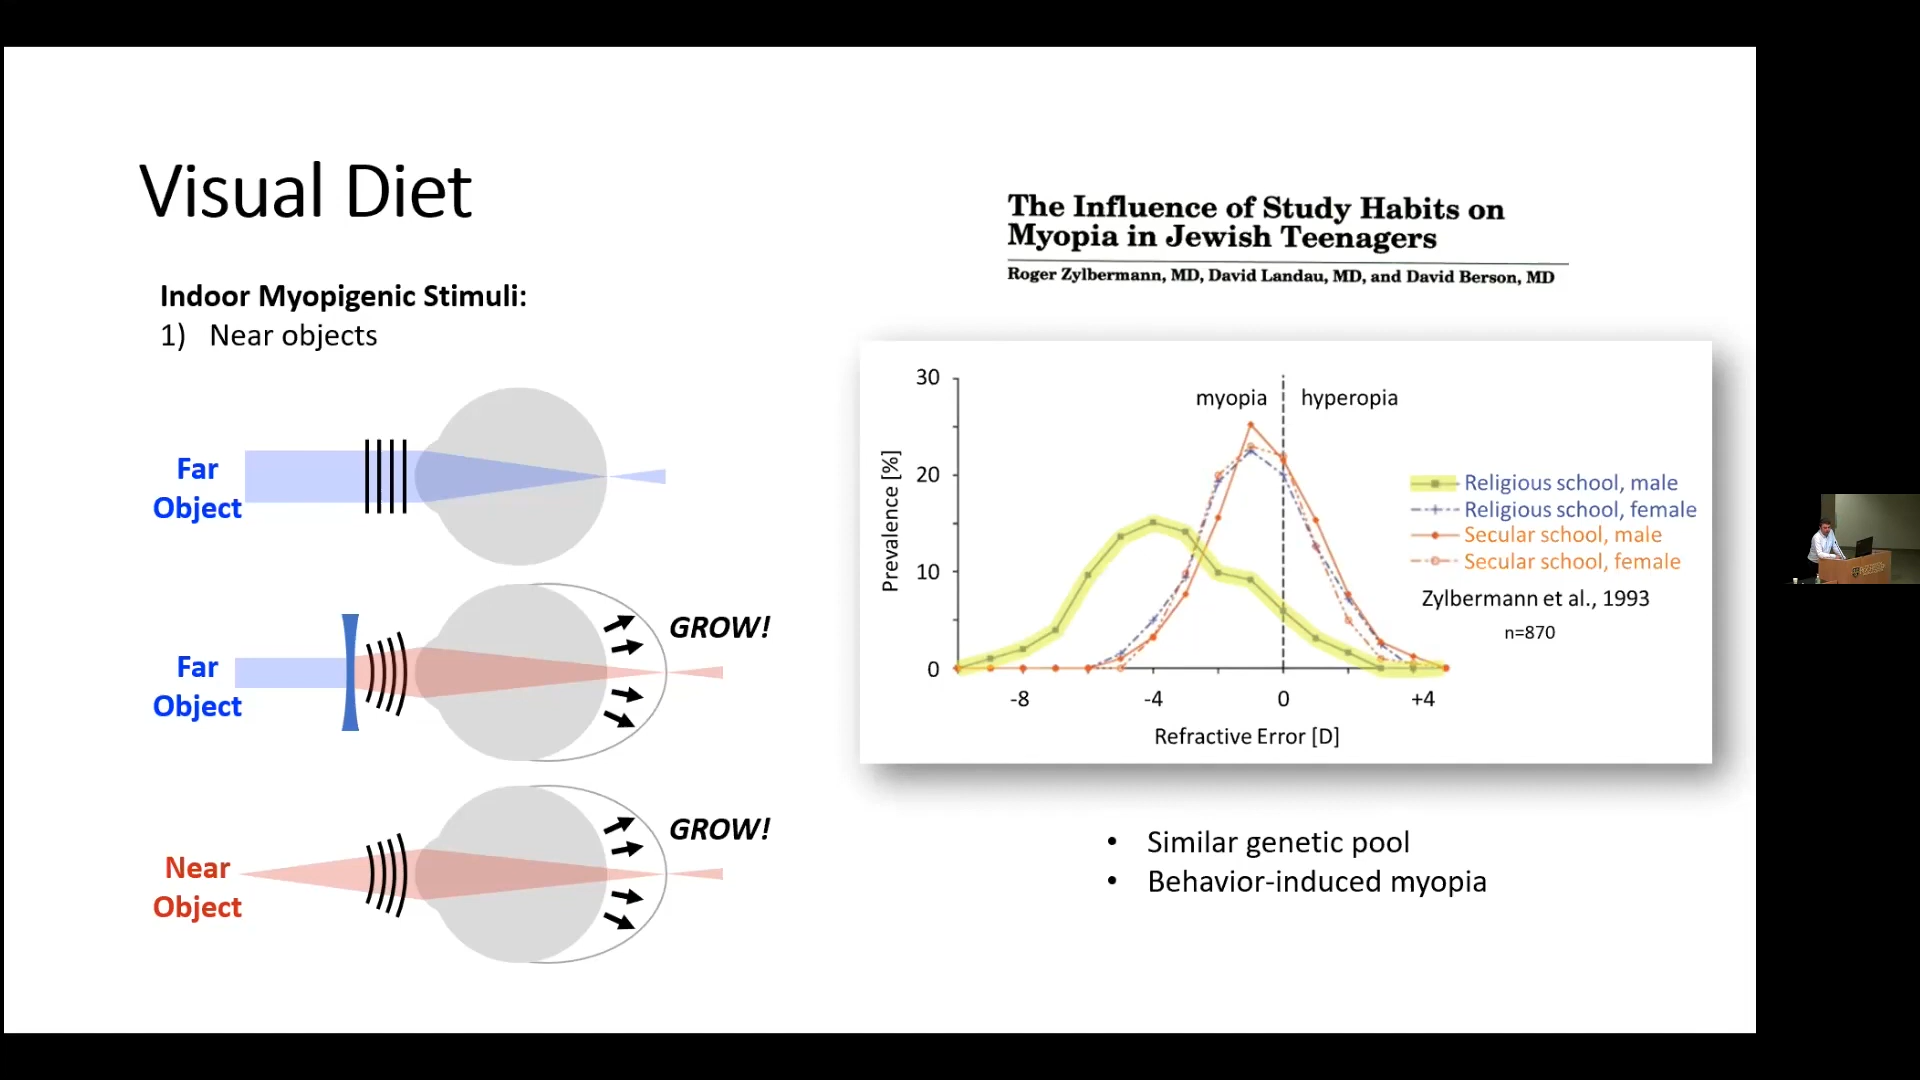 Visual Diet
Indoor Myopigenic Stimuli:
1) Near objects
Far
Object
Far
Object
GROW!
Near
Object
GROW!
The Influence of Study Habits on
Myopia in Jewish Teenagers
Roger Zylbermann, MD, David Landau, MD, and David Berson, MD
30
20
10
0
Prevalence [%]
myopia
hyperopia
Religious school, male
Religious school, female
Secular school, male
Secular school, female
Zylbermann et al., 1993
n=870
-8
-4
0
+4
Refractive Error [D]
• Similar genetic pool
• Behavior-induced myopia